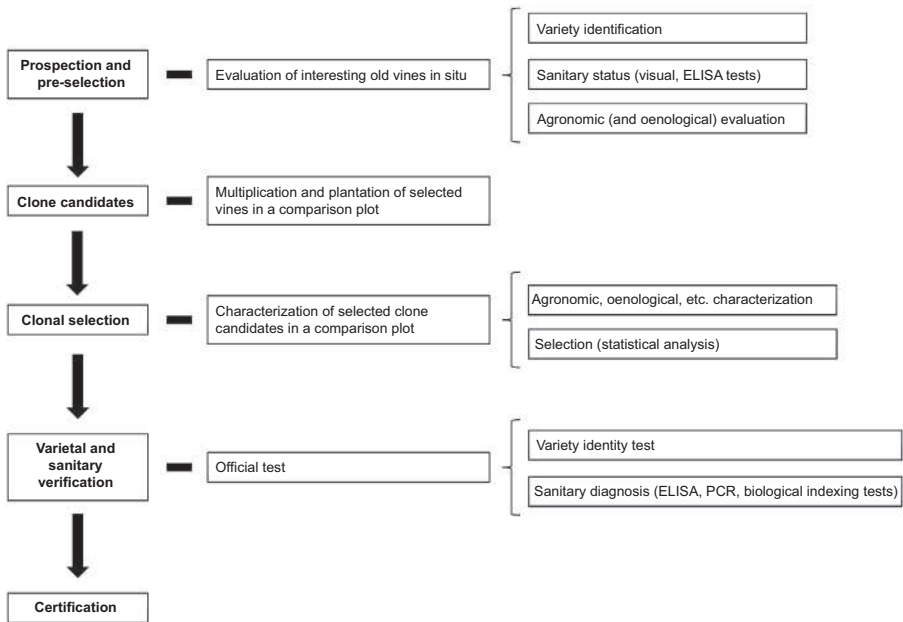 Prospection and
pre-selection
Evaluation of interesting old vines in situ
Variety identification
Sanitary status (visual, ELISA tests)
Agronomic (and oenological) evaluation
Clone candidates
Multiplication and plantation of selected
vines in a comparison plot
Clonal selection
Characterization of selected clone
candidates in a comparison plot
Agronomic, oenological, etc. characterization
Selection (statistical analysis)
Varietal and
sanitary
verification
Official test
Variety identity test
Sanitary diagnosis (ELISA, PCR, biological indexing tests)
Certification